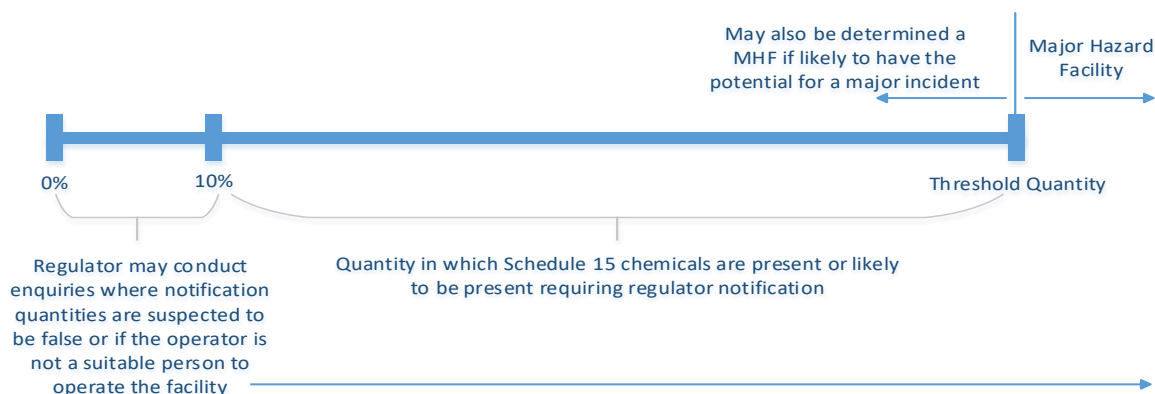 May also be determined a
MHF if likely to have the
potential for a major incident
Major Hazard
Facility
0%
10%
Threshold Quantity
Regulator may conduct
enquiries where notification
quantities are suspected to
be false or if the operator is
not a suitable person to
operate the facility
Quantity in which Schedule 15 chemicals are present or likely
to be present requiring regulator notification